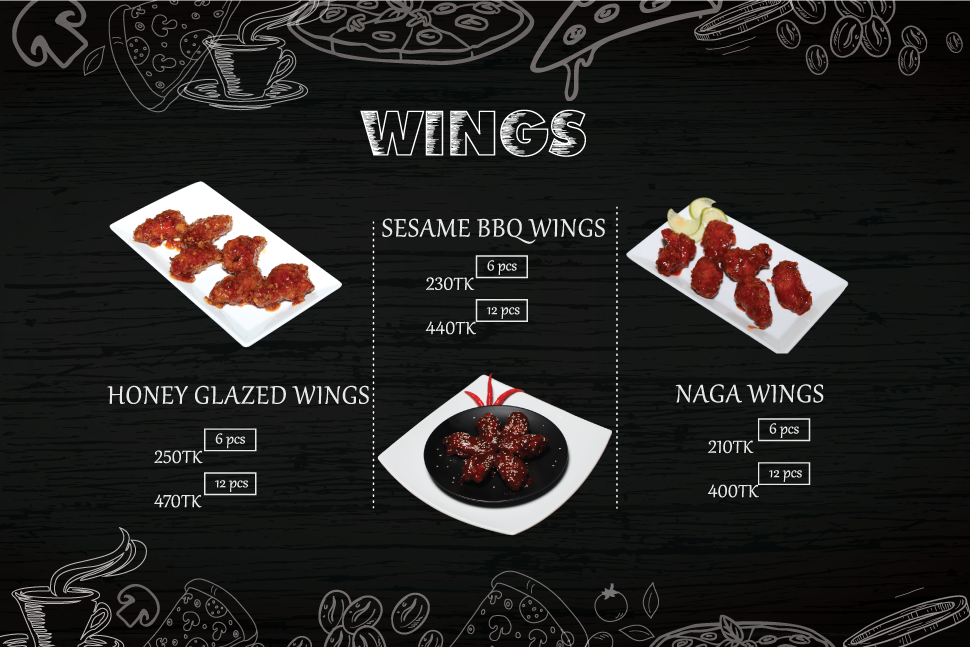 WINGS
HONEY GLAZED WINGS
6 pcs
250TK
12 pcs
470TK
SESAME BBQ WINGS
6 pcs
230TK
12 pcs
440TK
NAGA WINGS
6 pcs
210TK
12 pcs
400TK